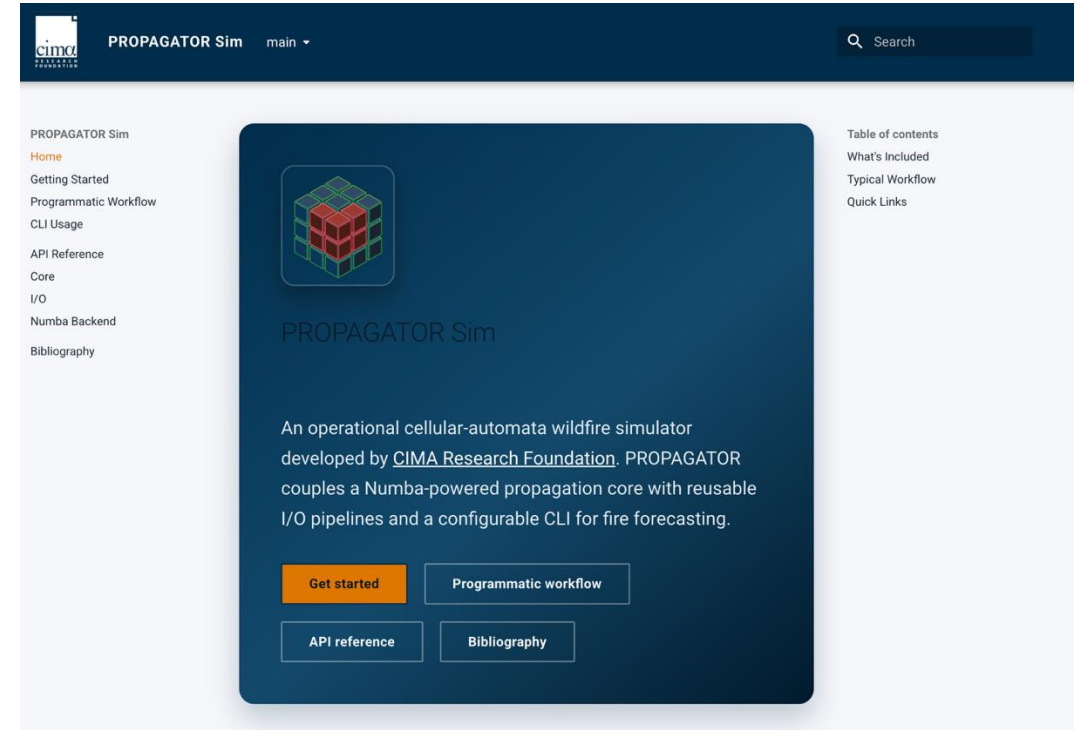 cima
RESEARCH
FOUNDATION
PROPAGATOR Sim
main
Search
PROPAGATOR Sim
Home
Getting Started
Programmatic Workflow
CLI Usage
API Reference
Core
I/O
Numba Backend
Bibliography
PROPAGATOR Sim
An operational cellular-automata wildfire simulator
developed by CIMA Research Foundation. PROPAGATOR
couples a Numba-powered propagation core with reusable
I/O pipelines and a configurable CLI for fire forecasting.
Get started
Programmatic workflow
API reference
Bibliography
Table of contents
What's Included
Typical Workflow
Quick Links